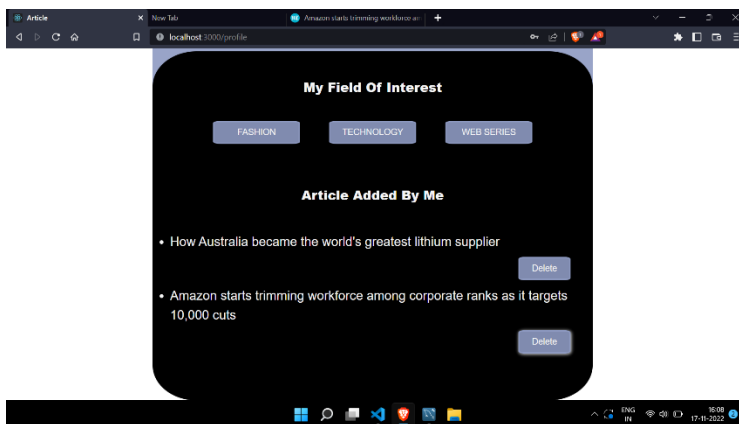 Article
New Tab
Amazon starts trimming workforce am
localhost:3000/profile
My Field Of Interest
FASHION TECHNOLOGY WEB SERIES
Article Added By Me
• How Australia became the world's greatest lithium supplier
Delete
• Amazon starts trimming workforce among corporate ranks as it targets
10,000 cuts
Delete
ENG
IN
16:08
17-11-2022